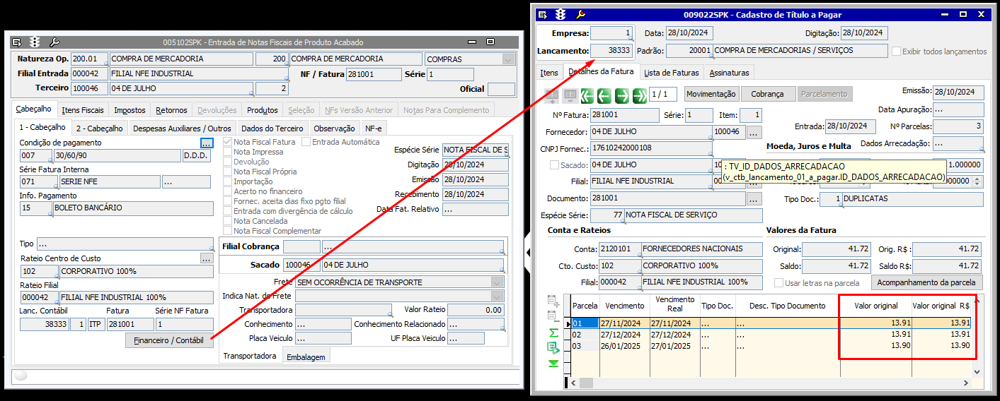 005102SPK - Entrada de Notas Fiscais de Produto Acabado
Natureza Op. 200.01 COMPRA DE MERCADORIA 200 COMPRA DE MERCADORIA COMPRAS
Filial Entrada 000042 FILIAL NFE INDUSTRIAL NF / Fatura 281001 Série 1
Terceiro 100046 04 DE JULHO 2 Oficial
Cabeçalho Itens Fiscais Impostos Retornos Devoluções Produtos Seleção NFs Versão Anterior Notas Para Complemento
1 - Cabeçalho 2 - Cabeçalho Despesas Auxiliares / Outros Dados do Terceiro Observação NF-e
Condição de pagamento ...
007 30/60/90 D.D.D.
Série Fatura Interna
071 SERIE NFE ...
Info. Pagamento
15 BOLETO BANCÁRIO
Tipo ...
Rateio Centro de Custo ...
102 CORPORATIVO 100%
Rateio Filial
000042 FILIAL NFE INDUSTRIAL 100%
Lanc. Contábil Fatura Série NF Fatura
38333 1 ITP 281001 1
Financeiro / Contábil
Nota Fiscal Fatura Entrada Automática
Nota Impressa
Devolução
Nota Fiscal Própria
Importação
Acerto no financeiro
Fornec. aceita dias fixo pgto filial
Entrada com divergência de cálculo
Nota Cancelada
Nota Fiscal Complementar
Espécie Série NOTA FISCAL DE S
Digitação 28/10/2024
Emissão 28/10/2024
Recebimento 28/10/2024
Data Fat. Relativo ...
Filial Cobrança ...
Sacado 100046 04 DE JULHO
Frete SEM OCORRÊNCIA DE TRANSPORTE
Indica Nat. do Frete
Transportadora Valor Rateio 0.00
Conhecimento ... Conhecimento Relacionado ...
Placa Veiculo ... UF Placa Veiculo ...
Transportadora Embalagem
009022SPK - Cadastro de Título a Pagar
Empresa: 1 Data: 28/10/2024 Digitação: 28/10/2024
Lancamento: 38333 Padrão: 20001 COMPRA DE MERCADORIAS / SERVIÇOS Exibir todos lançamentos
Itens Detalhes da Fatura Lista de Faturas Assinaturas
1 / 1 Movimentação Cobrança Parcelamento Emissão: 28/10/2024
Data Apuração: ...
Nº Fatura: 281001 Série: 1 Item: 1
Entrada: 28/10/2024 Nº Parcelas: 3
Fornecedor: 04 DE JULHO 100046 ...
Moeda, Juros e Multa Dados Arrecadação: ...
CNPJ Fornec.: 17610242000108
Sacado: 04 DE JULHO 10004 1.000000
: TV_ID_DADOS_ARRECADACAO
(v_ctb_lancamento_01_a_pagar.ID_DADOS_ARRECADACAO)
Filial: FILIAL NFE INDUSTRIAL 0000 00000
Documento: 281001 ... Tipo Doc.: 1 DUPLICATAS
Espécie Série: 77 NOTA FISCAL DE SERVIÇO
Conta e Rateios
Conta: 2120101 FORNECEDORES NACIONAIS
Cto. Custo: 102 CORPORATIVO 100%
Filial: 000042 FILIAL NFE INDUSTRIAL 100%
Valores da Fatura
Original: 41.72 Orig. R$ : 41.72
Saldo: 41.72 Saldo R$: 41.72
Usar letras na parcela Acompanhamento da parcela
Parcela Vencimento Vencimento Real Tipo Doc. Desc. Tipo Documento Valor original Valor original R$
01 27/11/2024 27/11/2024 ... ... 13.91 13.91
02 27/12/2024 27/12/2024 ... ... 13.91 13.91
03 26/01/2025 27/01/2025 ... ... 13.90 13.90